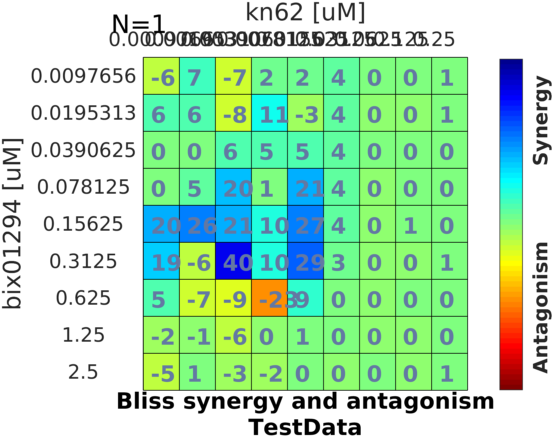 kn62 [uM]
N=1
0.0097656 -6 7 -7 2 2 4 0 0 1
0.0195313 6 6 -8 11 -3 4 0 0 1
0.0390625 0 0 6 5 5 4 0 0 0
0.078125 0 5 20 1 21 4 0 0 0
0.15625 20 26 21 10 27 4 0 1 0
0.3125 19 -6 40 10 29 3 0 0 1
0.625 5 -7 -9 9 0 0 0 0
1.25 -2 -1 -6 0 1 0 0 0 0
2.5 -5 1 -3 -2 0 0 0 0 1
bix01294 [uM]
Synergy
Antagonism
Bliss synergy and antagonism
TestData